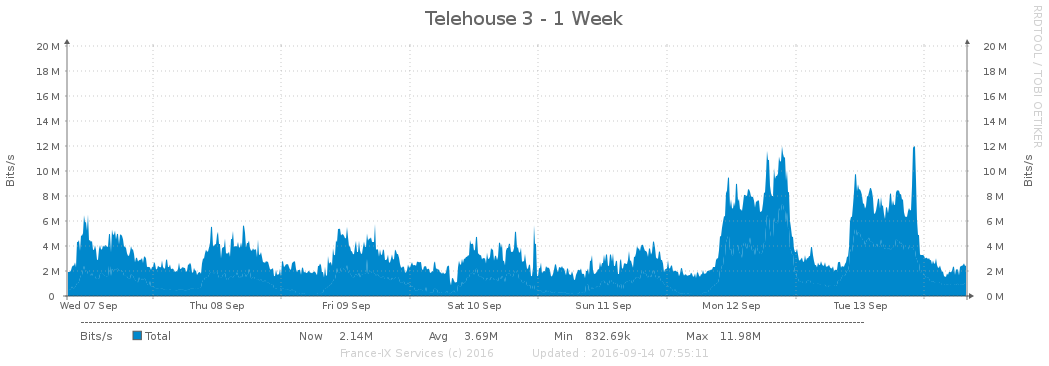 Telehouse 3 - 1 Week
RRDTOOL / TOBI OETIKER
Bits/s
Bits/s
20 M 20 M
18 M 18 M
16 M 16 M
14 M 14 M
12 M 12 M
10 M 10 M
8 M 8 M
6 M 6 M
4 M 4 M
2 M 2 M
0 0 M
Wed 07 Sep Thu 08 Sep Fri 09 Sep Sat 10 Sep Sun 11 Sep Mon 12 Sep Tue 13 Sep
Bits/s Total Now 2.14M Avg 3.69M Min 832.69k Max 11.98M
France-IX Services (c) 2016 Updated : 2016-09-14 07:55:11